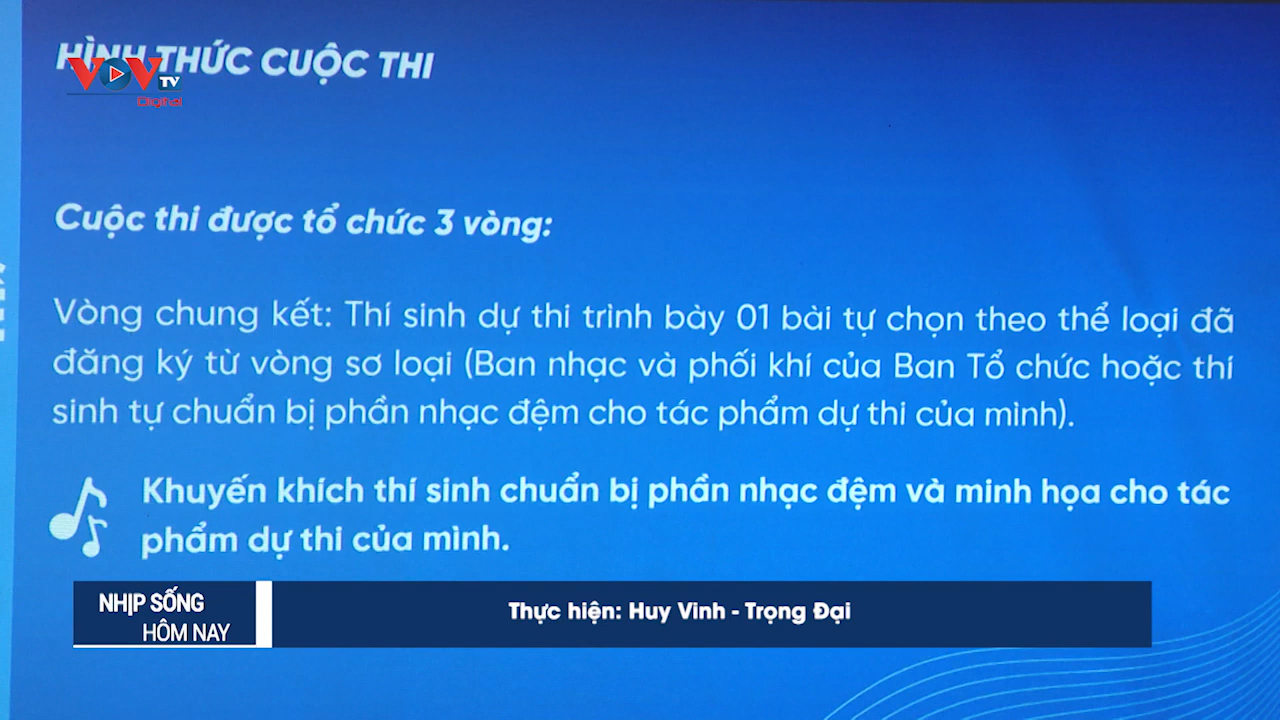 HÌNH THỨC CUỘC THI
VOV TV
Digital
Cuộc thi được tổ chức 3 vòng:
Vòng chung kết: Thí sinh dự thi trình bày 01 bài tự chọn theo thể loại đã
đăng ký từ vòng sơ loại (Ban nhạc và phối khí của Ban Tổ chức hoặc thí
sinh tự chuẩn bị phần nhạc đệm cho tác phẩm dự thi của mình).
Khuyến khích thí sinh chuẩn bị phần nhạc đệm và minh họa cho tác
phẩm dự thi của mình.
NHỊP SỐNG
HÔM NAY
Thực hiện: Huy Vinh - Trọng Đại